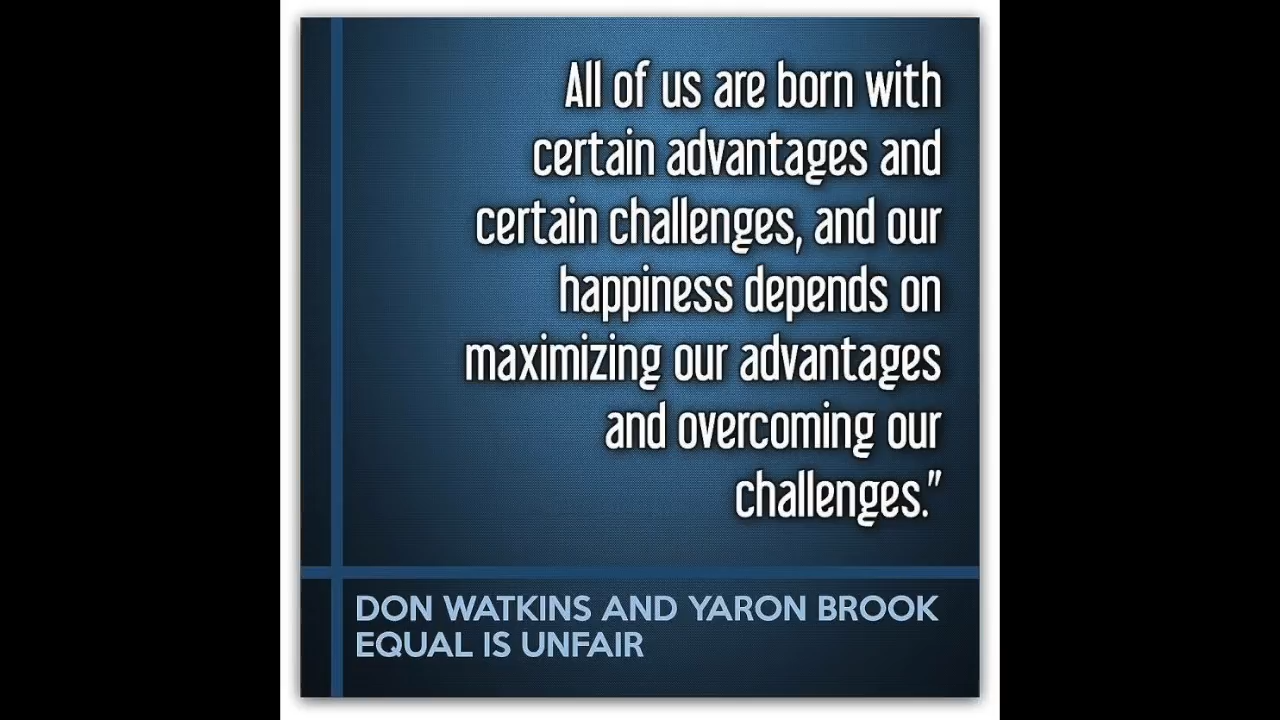 All of us are born with
certain advantages and
certain challenges, and our
happiness depends on
maximizing our advantages
and overcoming our
challenges."
DON WATKINS AND YARON BROOK
EQUAL IS UNFAIR